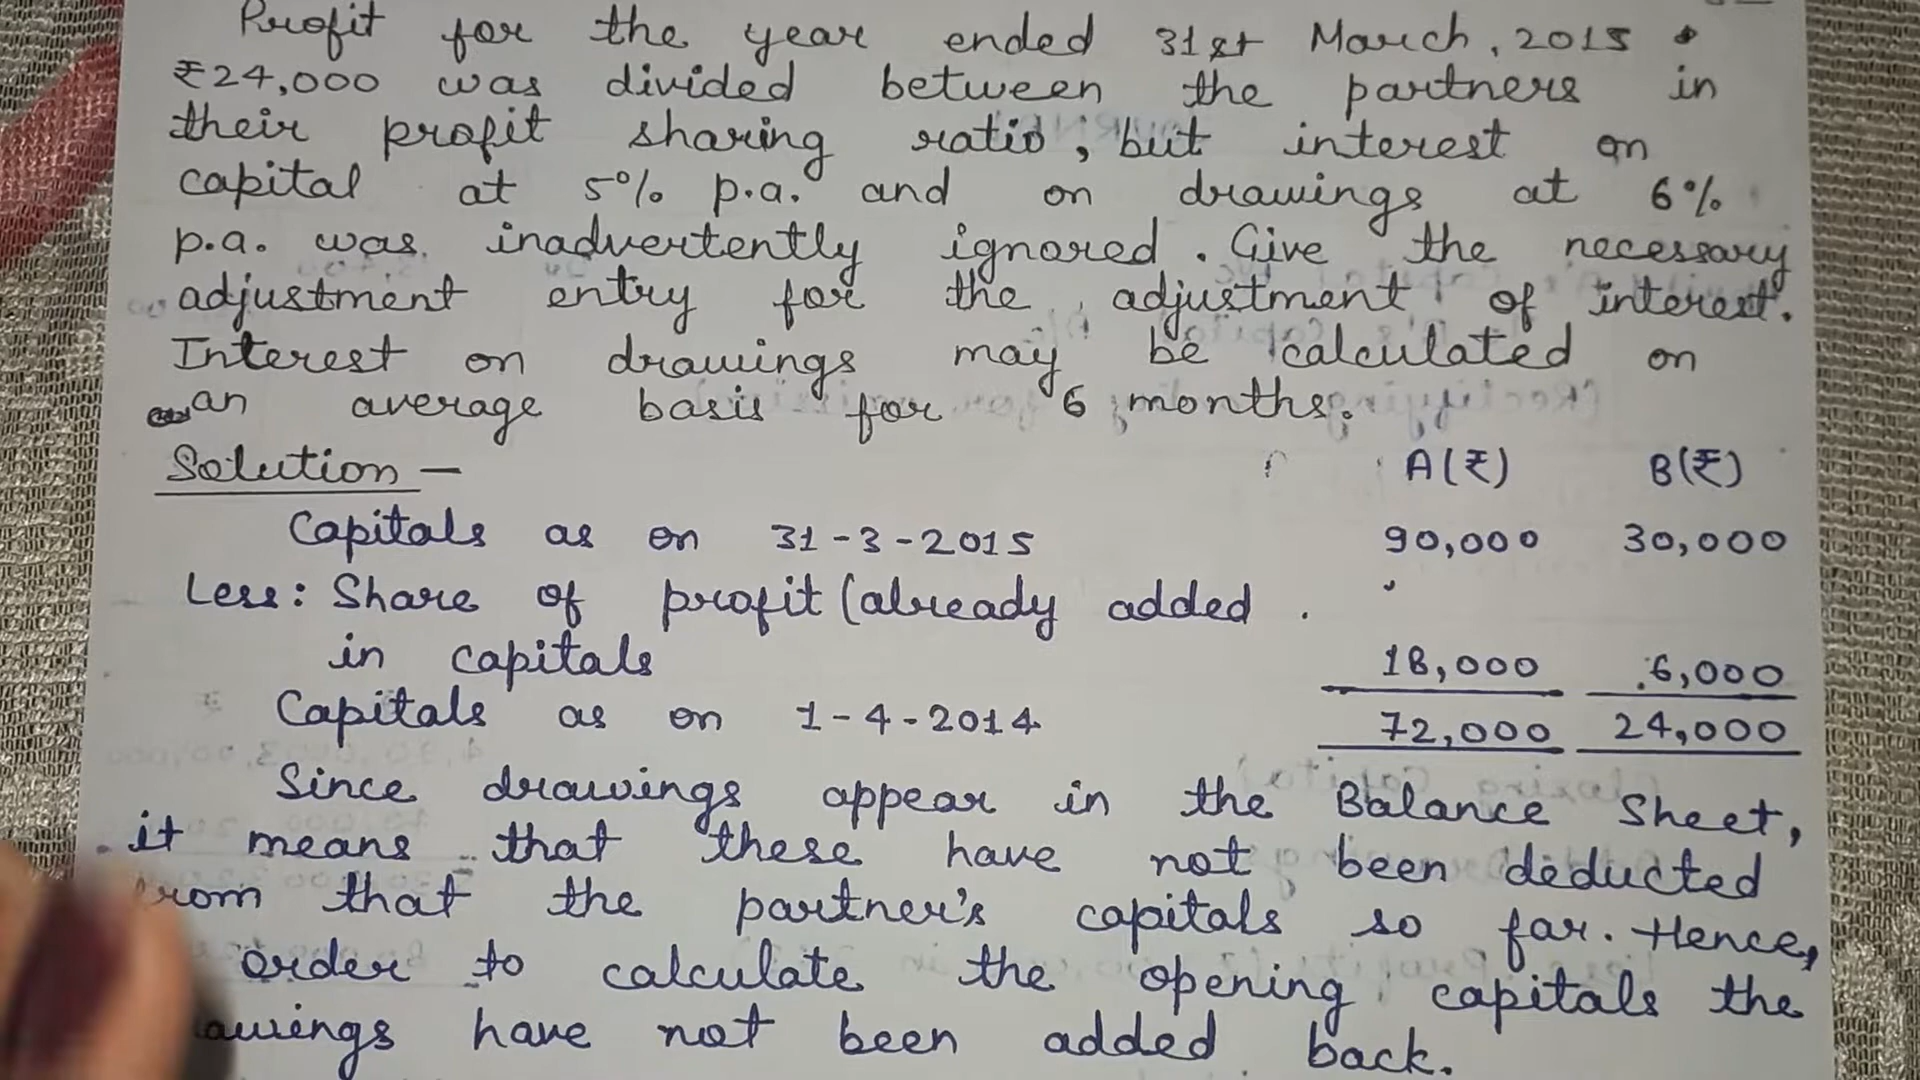 Profit for the year ended 31st March, 2015
₹24,000 was divided between the partners in
their profit sharing ratio, but interest on
capital at 5% p.a. and on drawings at 6%
p.a. was inadvertently ignored. Give the necessary
adjustment entry for the adjustment of interest.
Interest on drawings may be calculated on
an average basis for 6 months.
Solution - A(₹) B(₹)
Capitals as on 31-3-2015 90,000 30,000
Less: Share of profit (already added
in capitals 18,000 6,000
Capitals as on 1-4-2014 72,000 24,000
Since drawings appear in the Balance Sheet,
it means that these have not been deducted
from that the partner's capitals so far. Hence,
order to calculate the opening capitals the
awings have not been added back.